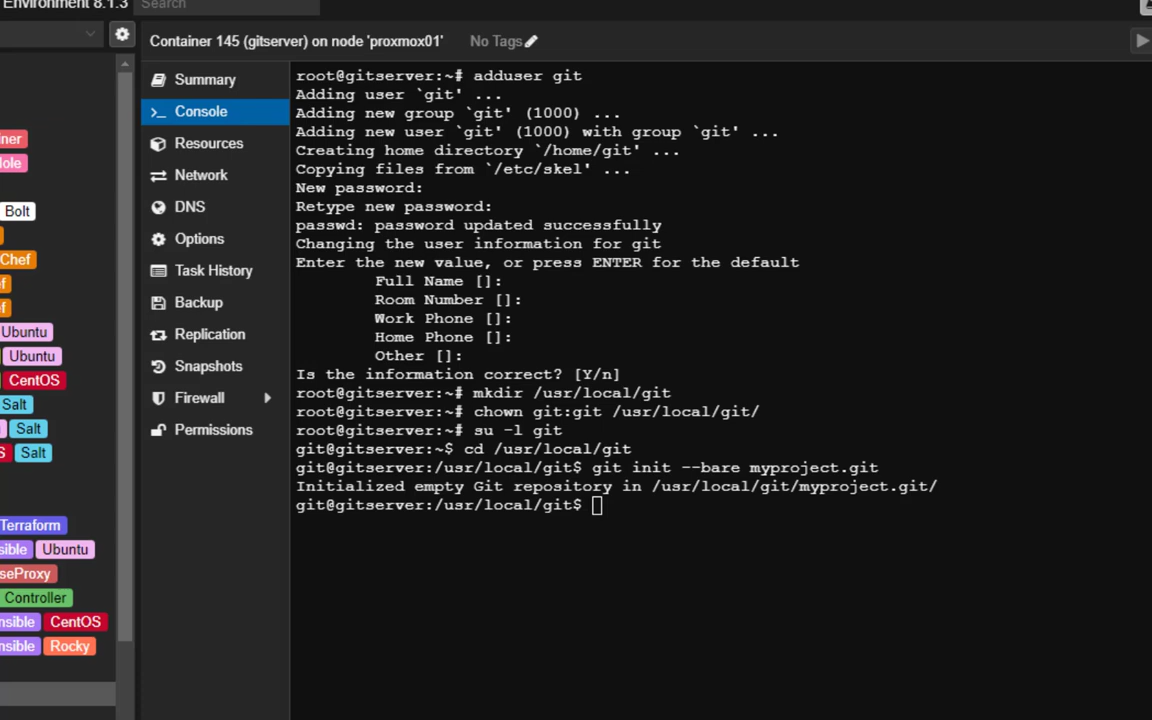 Environment 8.1.3
Search
Container 145 (gitserver) on node 'proxmox01'
No Tags
Summary
Console
Resources
Network
DNS
Options
Task History
Backup
Replication
Snapshots
Firewall
Permissions
iner
Hole
Bolt
Chef
ef
ef
Ubuntu
Ubuntu
CentOS
Salt
Salt
S Salt
Terraform
sible Ubuntu
seProxy
Controller
nsible CentOS
nsible Rocky
root@gitserver:~# adduser git
Adding user `git' ...
Adding new group `git' (1000) ...
Adding new user `git' (1000) with group `git' ...
Creating home directory `/home/git' ...
Copying files from `/etc/skel' ...
New password:
Retype new password:
passwd: password updated successfully
Changing the user information for git
Enter the new value, or press ENTER for the default
Full Name []:
Room Number []:
Work Phone []:
Home Phone []:
Other []:
Is the information correct? [Y/n]
root@gitserver:~# mkdir /usr/local/git
root@gitserver:~# chown git:git /usr/local/git/
root@gitserver:~# su -l git
git@gitserver:~$ cd /usr/local/git
git@gitserver:/usr/local/git$ git init --bare myproject.git
Initialized empty Git repository in /usr/local/git/myproject.git/
git@gitserver:/usr/local/git$